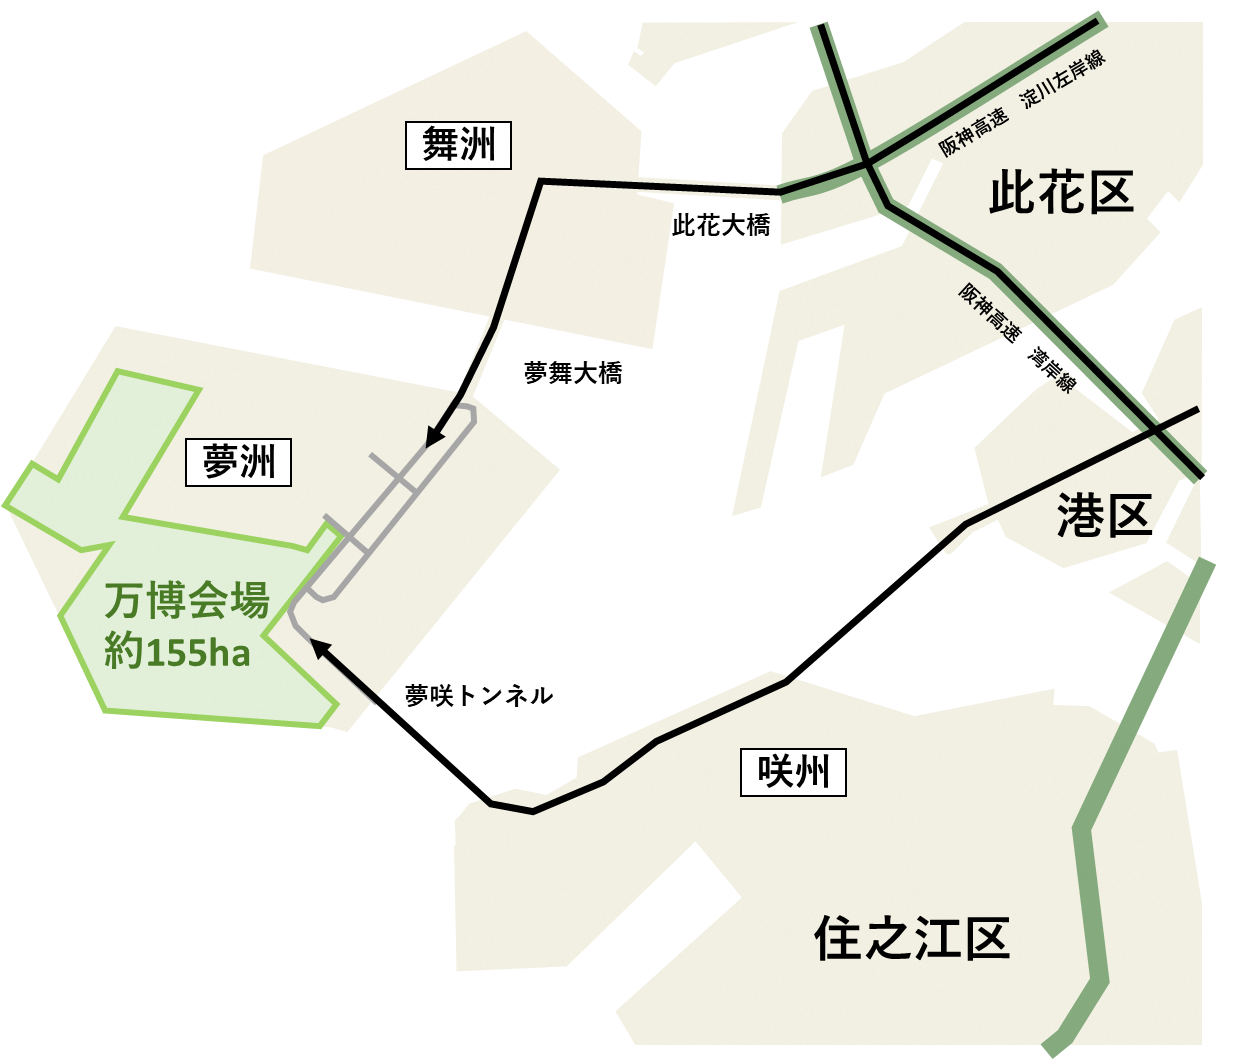 舞洲
阪神高速　淀川左岸線
此花区
此花大橋
阪神高速　湾岸線
夢舞大橋
夢洲
港区
万博会場
約155ha
夢咲トンネル
咲州
住之江区